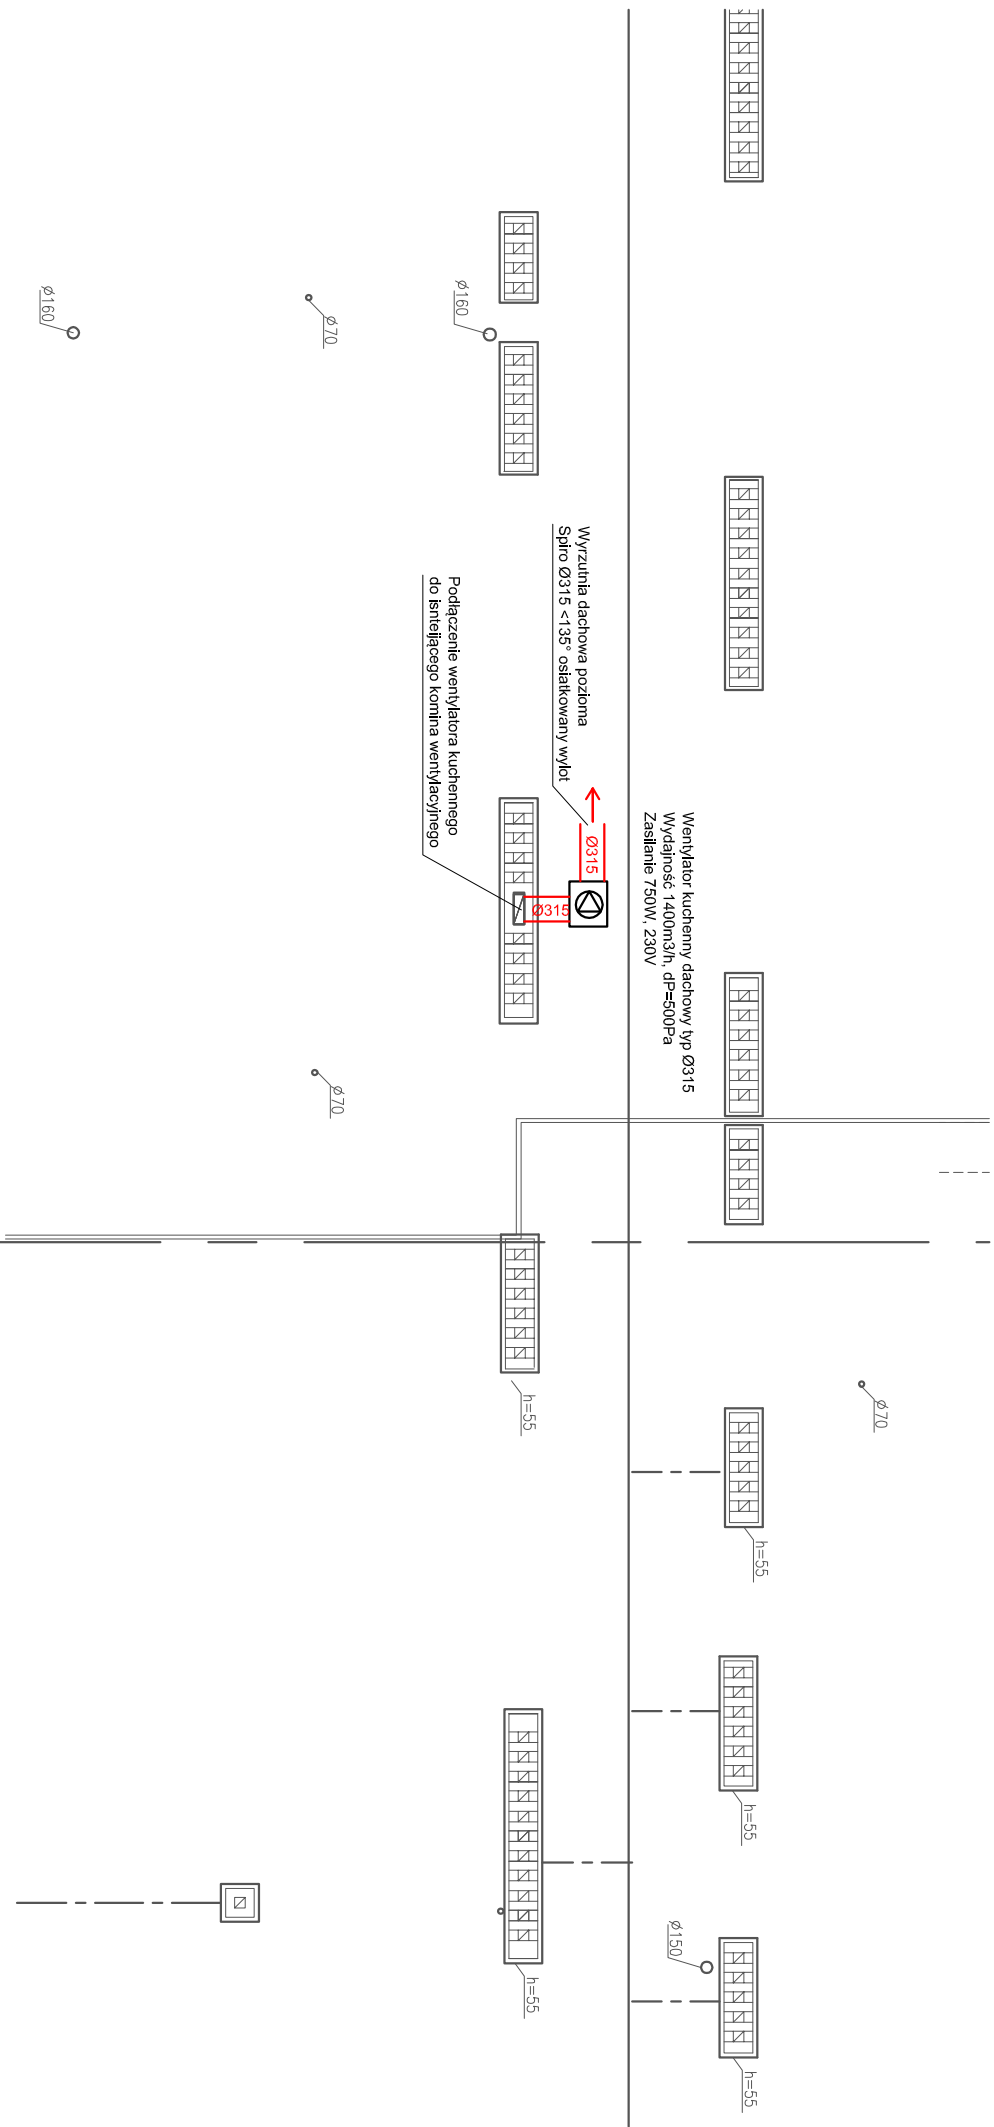 Ø160
Ø70
Ø160
Wyrzutnia dachowa pozioma
Spiro Ø315 <135° osiatkowany wylot
Podłączenie wentylatora kuchennego
do isnteijącego komina wentylacyjnego
Ø315
Ø315
Wentylator kuchenny dachowy typ Ø315
Wydajność 1400m3/h, dP=500Pa
Zasilanie 750W, 230V
Ø70
h=55
Ø70
h=55
h=55
Ø150
h=55
h=55